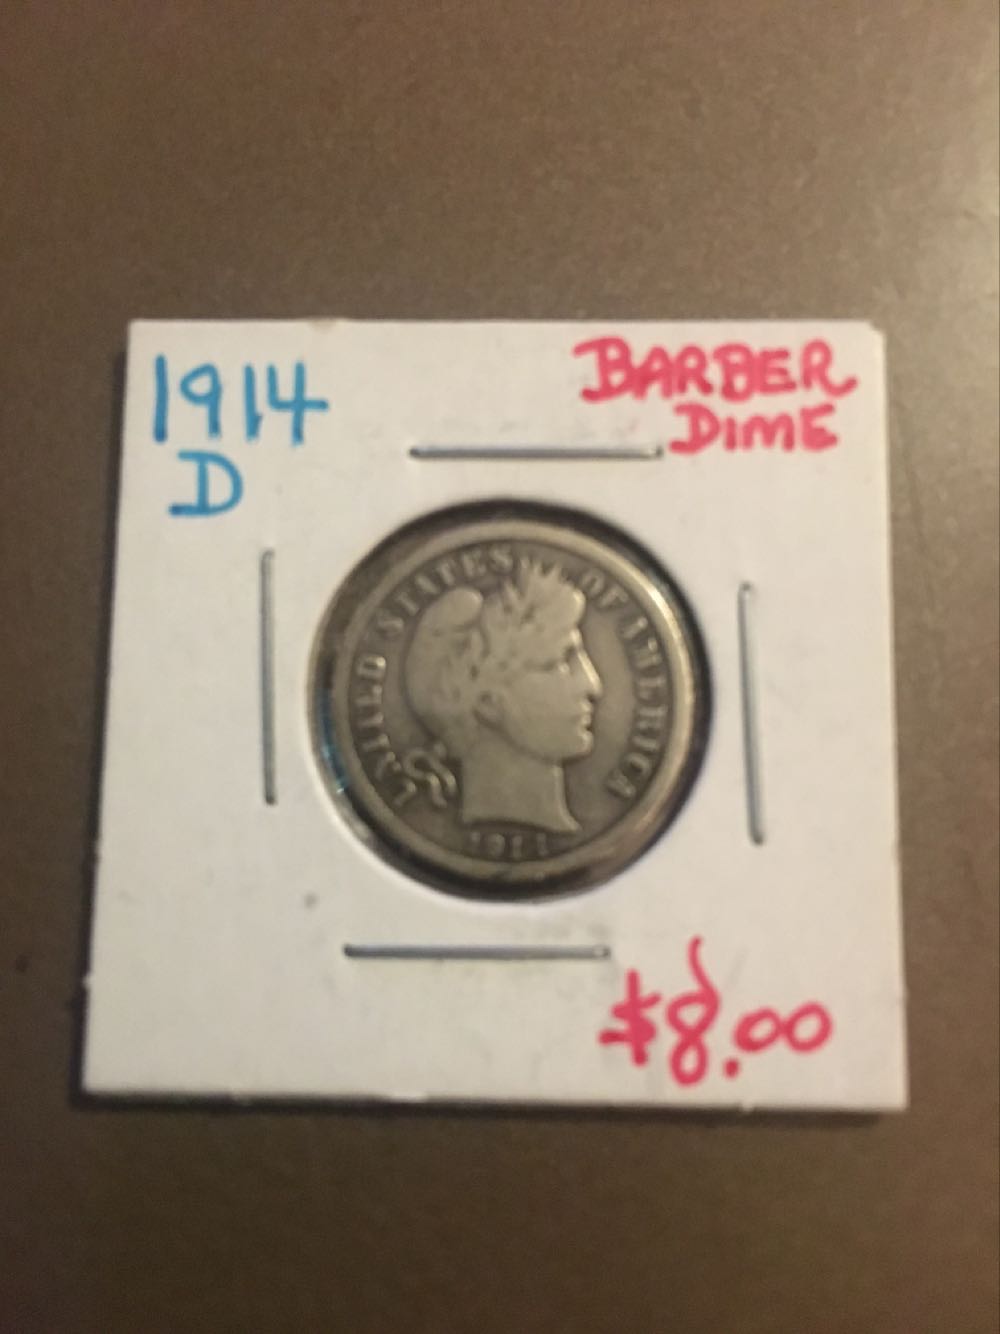 1914
D
BARBER
DIME
UNITED STATES OF AMERICA
$8.00